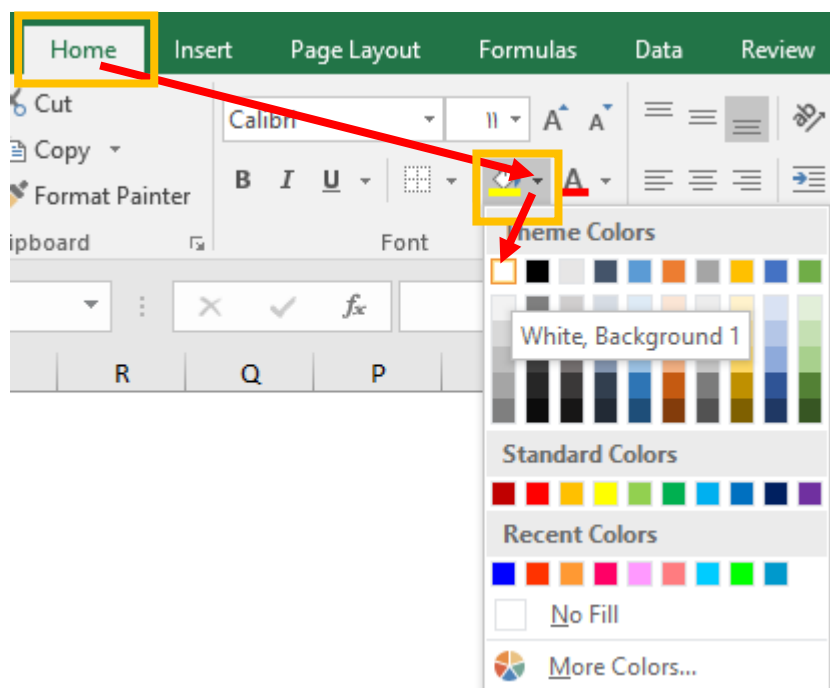 Home Insert Page Layout Formulas Data Review
Cut
Calibri 11 A A
Copy
B I U A
Format Painter
ipboard Font
Theme Colors
fx
White, Background 1
R Q P
Standard Colors
Recent Colors
No Fill
More Colors...